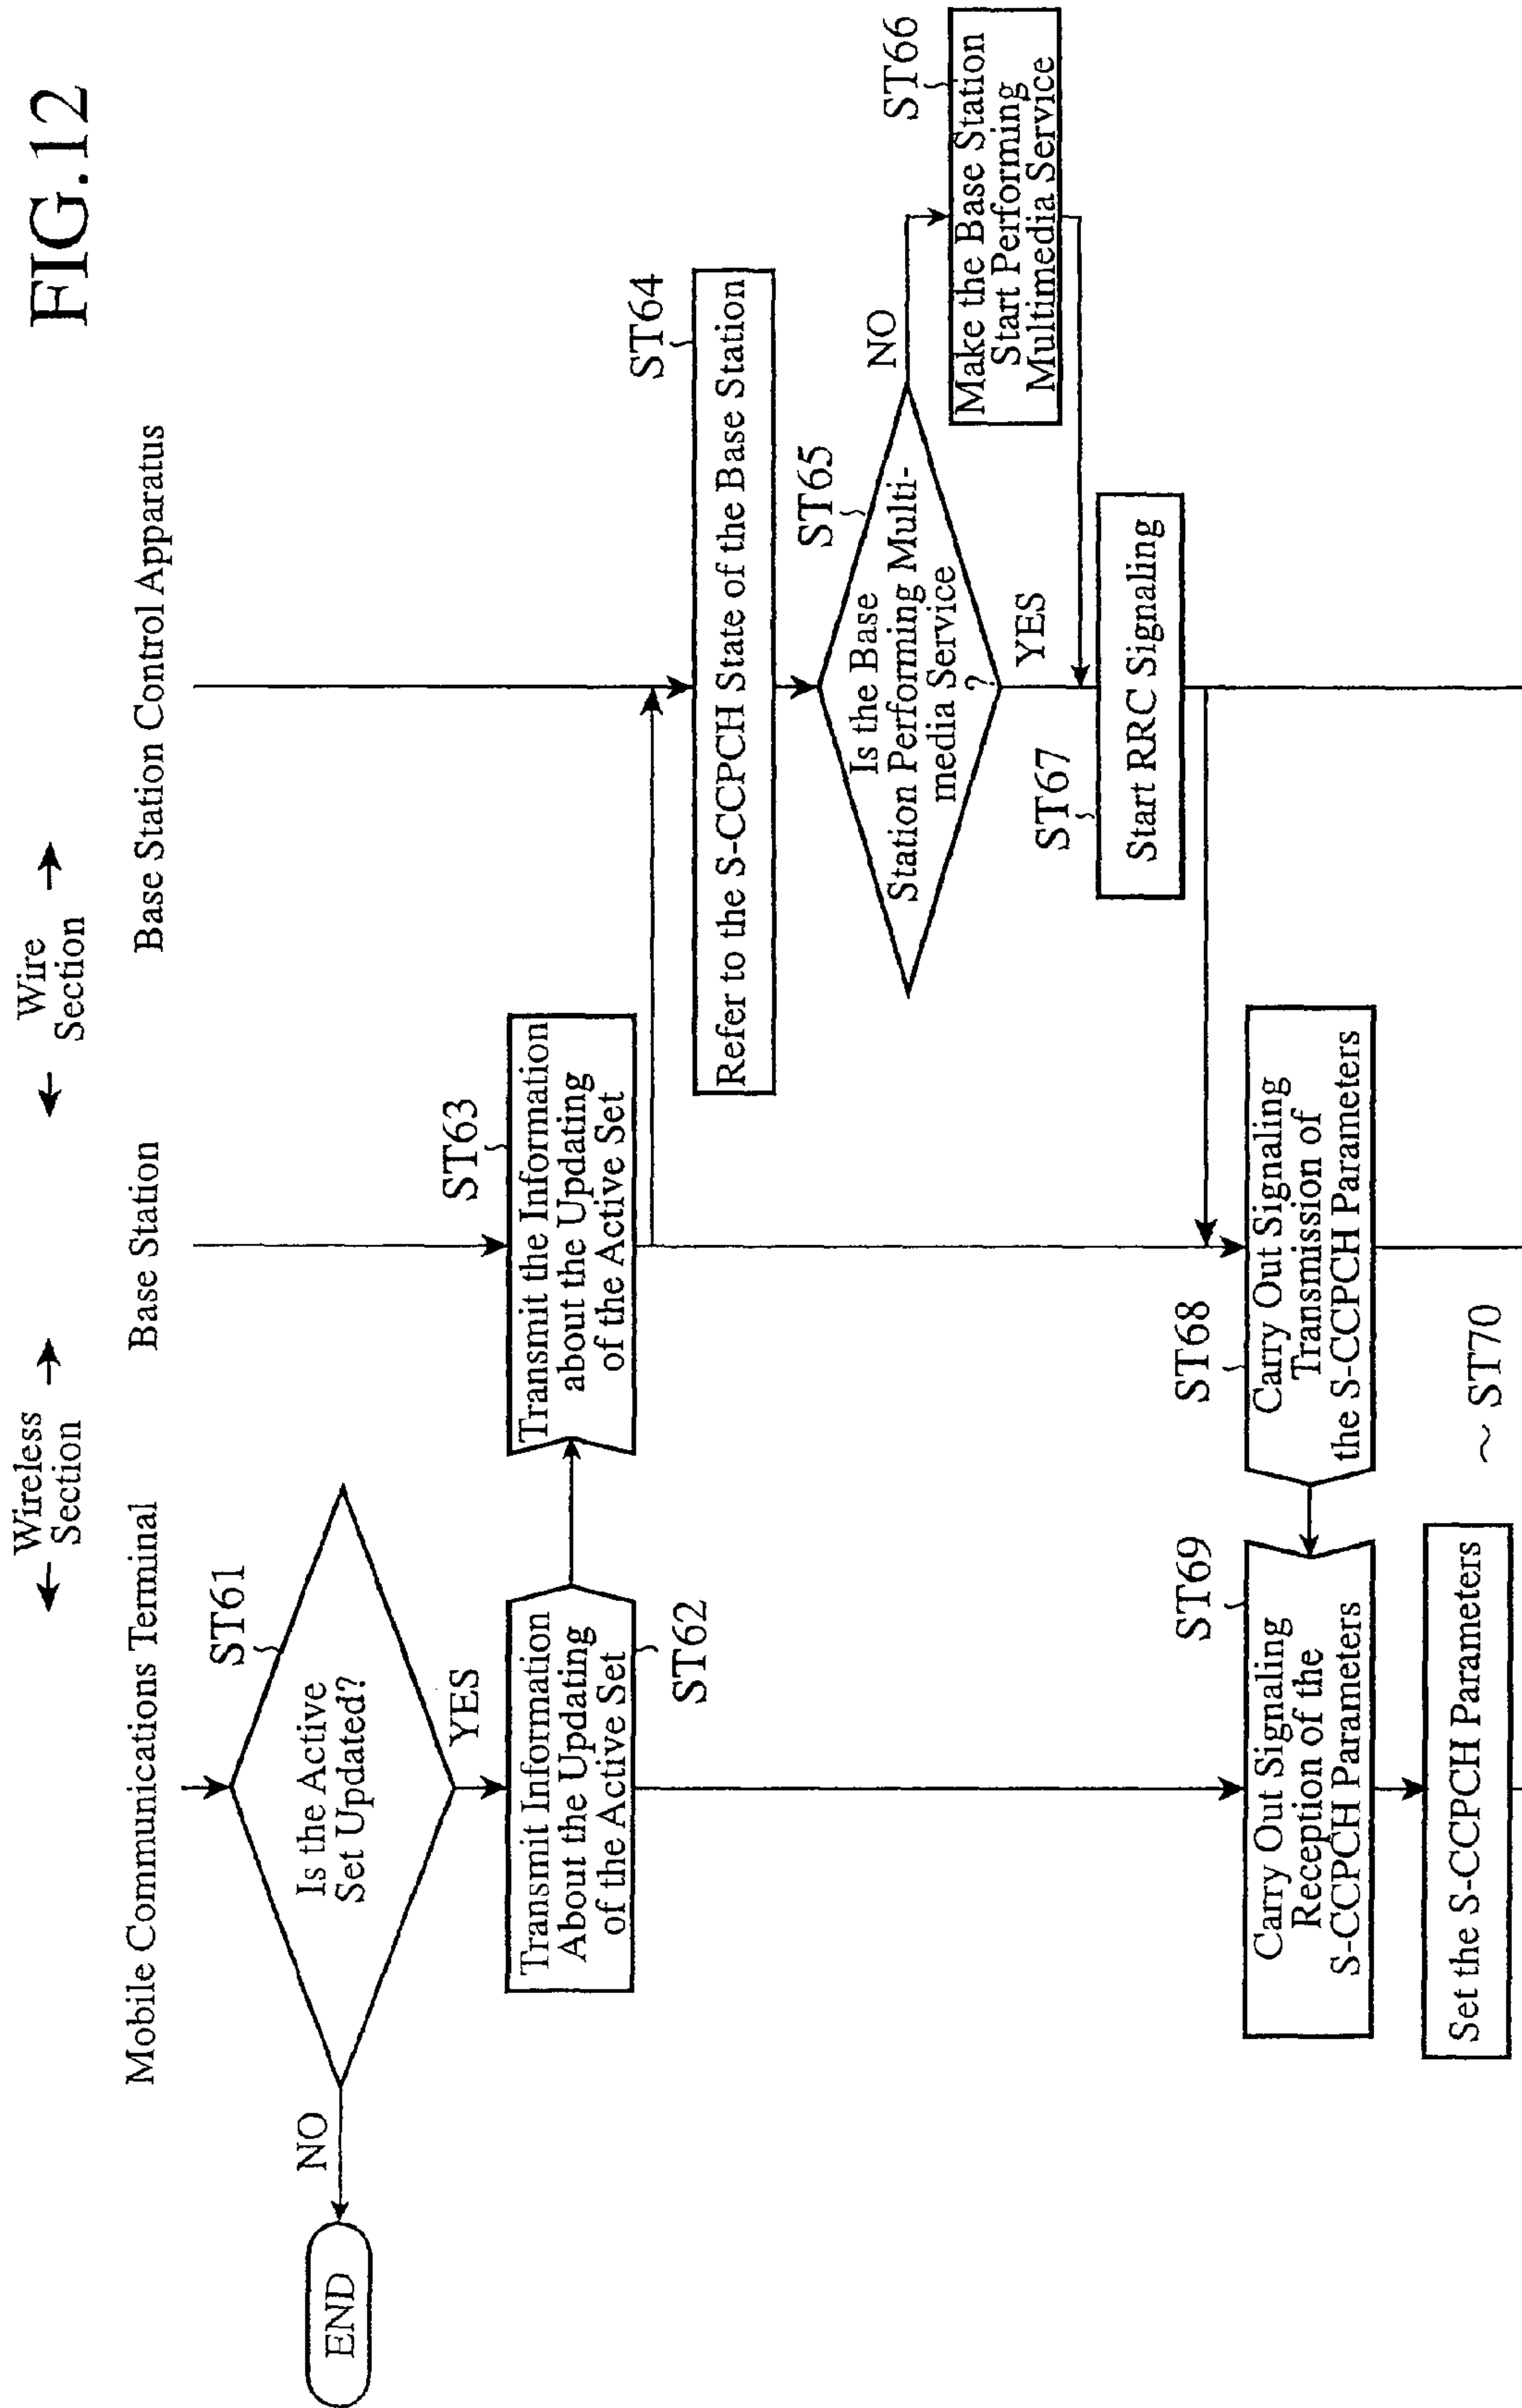 FIG.12
Wireless
Section
Wire
Section
Mobile Communications Terminal
Base Station
Base Station Control Apparatus
ST61
Is the Active
Set Updated?
NO
END
YES
Transmit Information
About the Updating
of the Active Set
ST62
ST63
Transmit the Information
about the Updating
of the Active Set
ST64
Refer to the S-CCPCH State of the Base Station
ST65
Is the Base
Station Performing Multi-
media Service
?
NO
ST66
Make the Base Station
Start Performing
Multimedia Service
YES
ST67
Start RRC Signaling
ST68
Carry Out Signaling
Transmission of
the S-CCPCH Parameters
ST69
Carry Out Signaling
Reception of the
S-CCPCH Parameters
Set the S-CCPCH Parameters
~ ST70